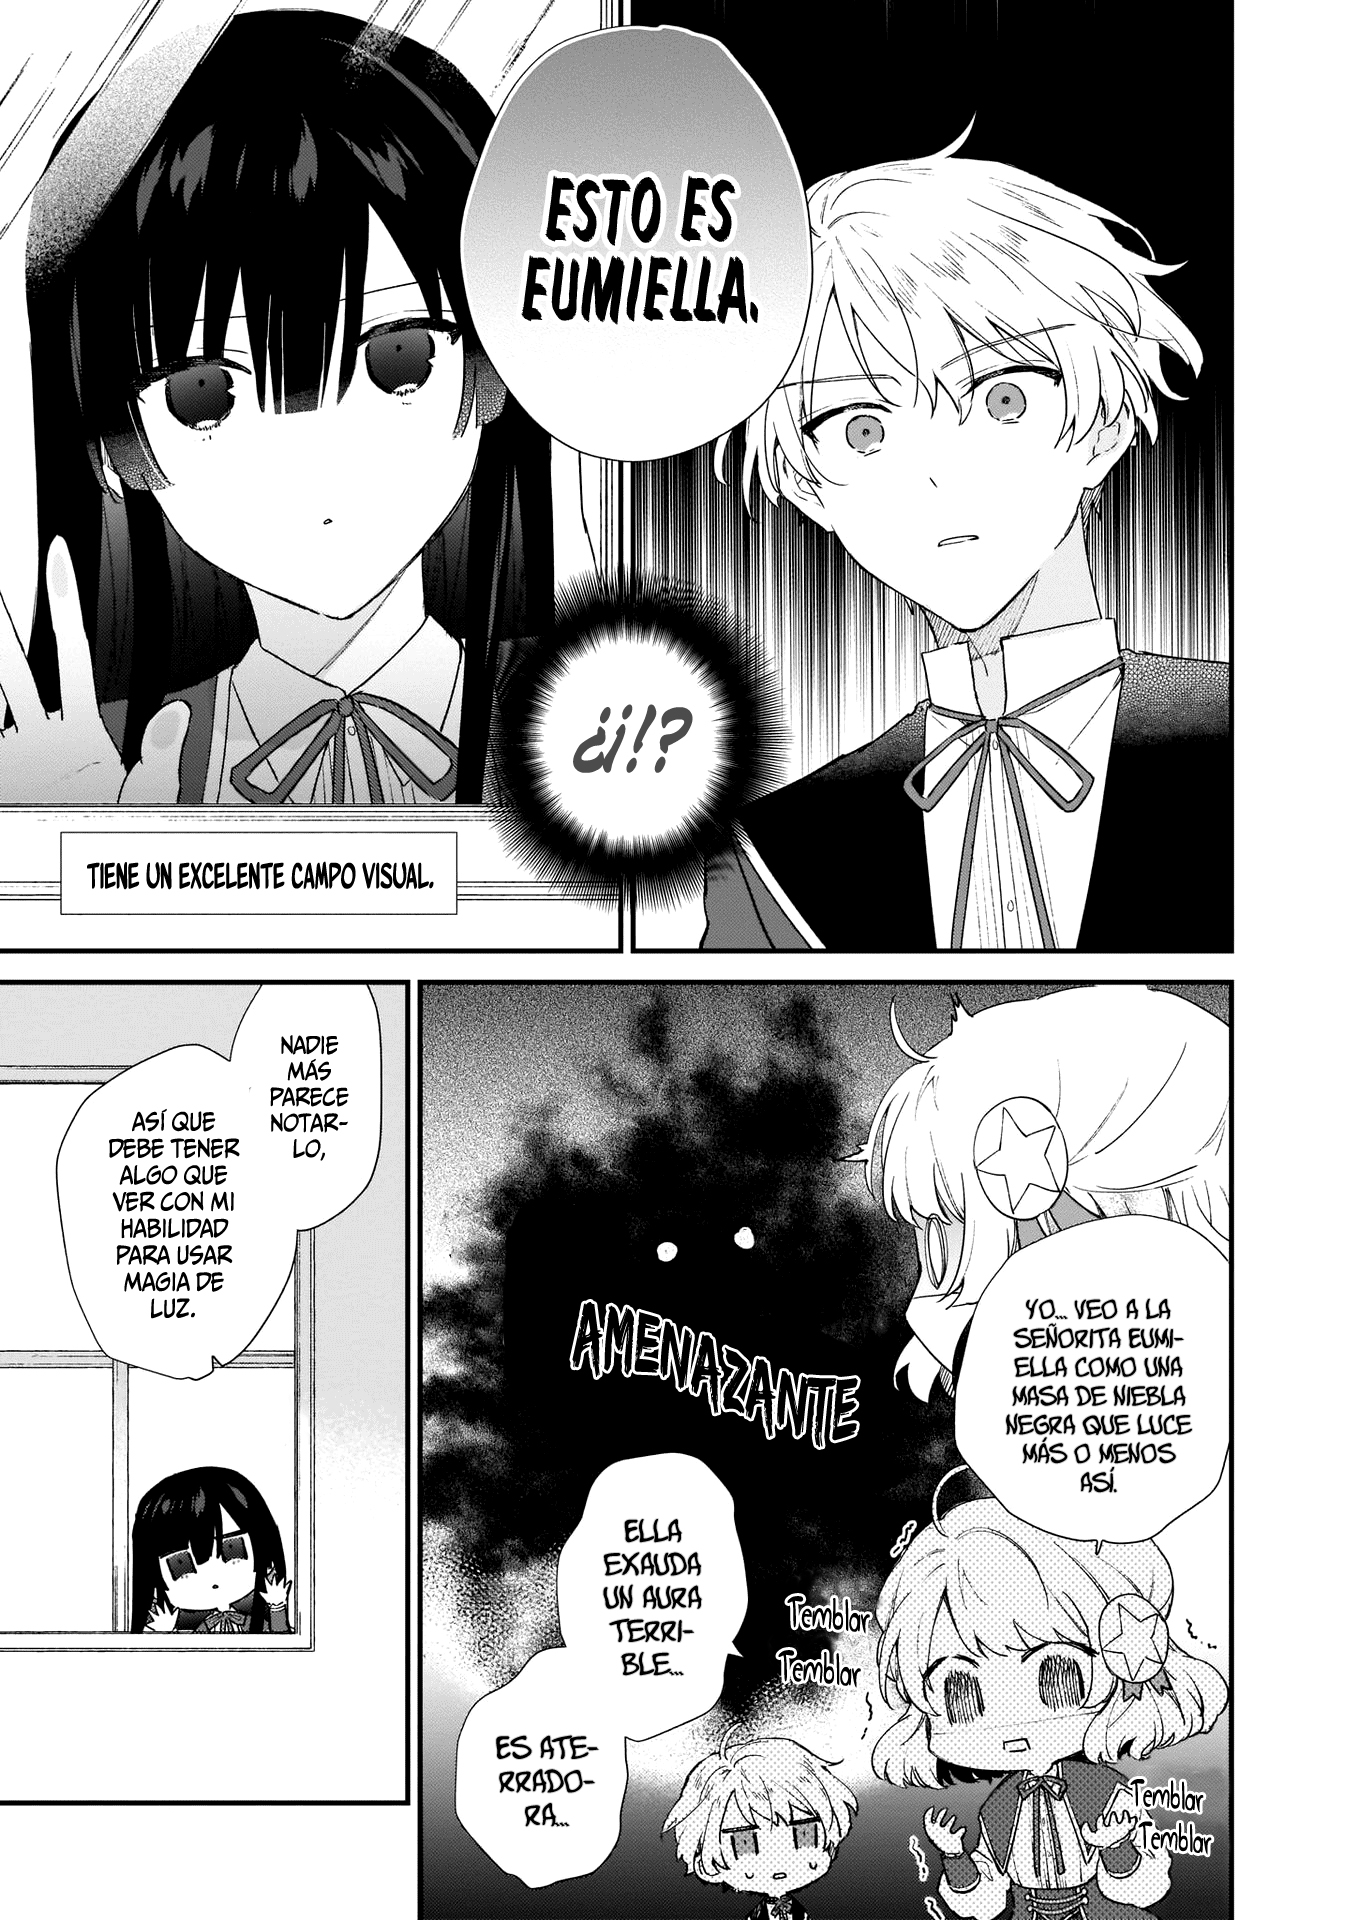 ESTO ES
EUMIELLA.
¿¡!?
TIENE UN EXCELENTE CAMPO VISUAL.
YO... VEO A LA
SEÑORITA EUMI-
ELLA COMO UNA
MASA DE NIEBLA
NEGRA QUE LUCE
MÁS O MENOS
ASÍ.
AMENAZANTE
ELLA
EXAUDA
UN AURA
TERRI-
BLE...
ES ATE-
RRADO-
RA...
Temblar
Temblar
Temblar
Temblar
NADIE
MÁS
PARECE
NOTAR-
LO,
ASÍ QUE
DEBE TENER
ALGO QUE
VER CON MI
HABILIDAD
PARA USAR
MAGIA DE
LUZ.